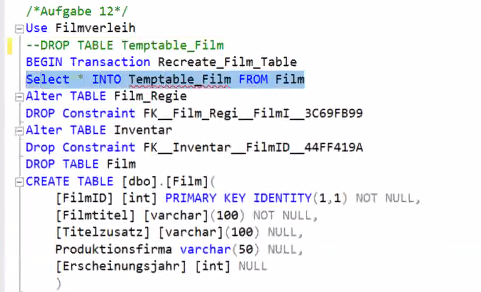 /*Aufgabe 12*/
Use Filmverleih
--DROP TABLE Temptable_Film
BEGIN Transaction Recreate_Film_Table
Select * INTO Temptable_Film FROM Film
Alter TABLE Film_Regie
DROP Constraint FK__Film_Regi__FilmI__3C69FB99
Alter TABLE Inventar
Drop Constraint FK__Inventar__FilmID__44FF419A
DROP TABLE Film
CREATE TABLE [dbo].[Film](
[FilmID] [int] PRIMARY KEY IDENTITY(1,1) NOT NULL,
[Filmtitel] [varchar](100) NOT NULL,
[Titelzusatz] [varchar](100) NULL,
Produktionsfirma varchar(50) NULL,
[Erscheinungsjahr] [int] NULL
)